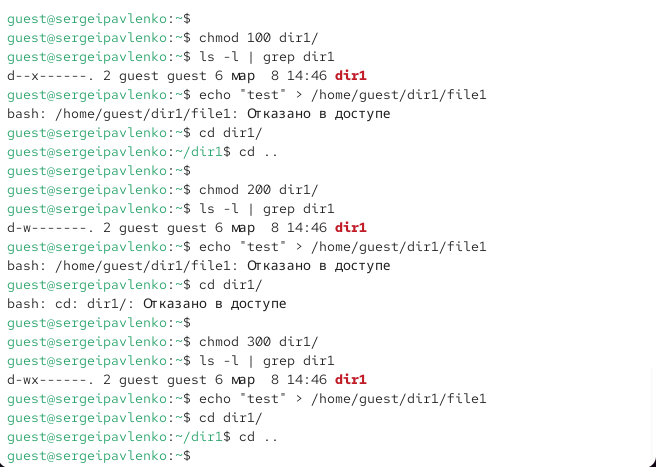 guest@sergeipavlenko:~$
guest@sergeipavlenko:~$ chmod 100 dir1/
guest@sergeipavlenko:~$ ls -l | grep dir1
d--x------. 2 guest guest 6 мар  8 14:46 dir1
guest@sergeipavlenko:~$ echo "test" > /home/guest/dir1/file1
bash: /home/guest/dir1/file1: Отказано в доступе
guest@sergeipavlenko:~$ cd dir1/
guest@sergeipavlenko:~/dir1$ cd ..
guest@sergeipavlenko:~$
guest@sergeipavlenko:~$ chmod 200 dir1/
guest@sergeipavlenko:~$ ls -l | grep dir1
d-w-------. 2 guest guest 6 мар  8 14:46 dir1
guest@sergeipavlenko:~$ echo "test" > /home/guest/dir1/file1
bash: /home/guest/dir1/file1: Отказано в доступе
guest@sergeipavlenko:~$ cd dir1/
bash: cd: dir1/: Отказано в доступе
guest@sergeipavlenko:~$
guest@sergeipavlenko:~$ chmod 300 dir1/
guest@sergeipavlenko:~$ ls -l | grep dir1
d-wx------. 2 guest guest 6 мар  8 14:46 dir1
guest@sergeipavlenko:~$ echo "test" > /home/guest/dir1/file1
guest@sergeipavlenko:~$ cd dir1/
guest@sergeipavlenko:~/dir1$ cd ..
guest@sergeipavlenko:~$